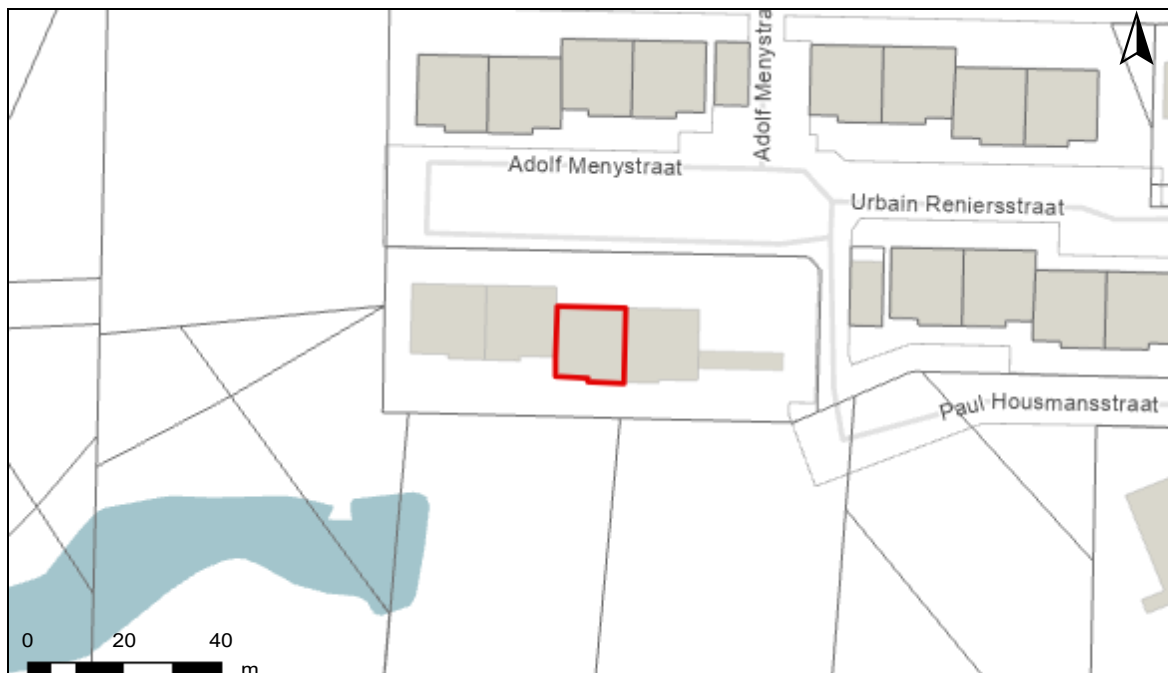 Adolf Menystra
Adolf Menystraat
Urbain Reniersstraat
Paul Housmansstraat
0 20 40
m